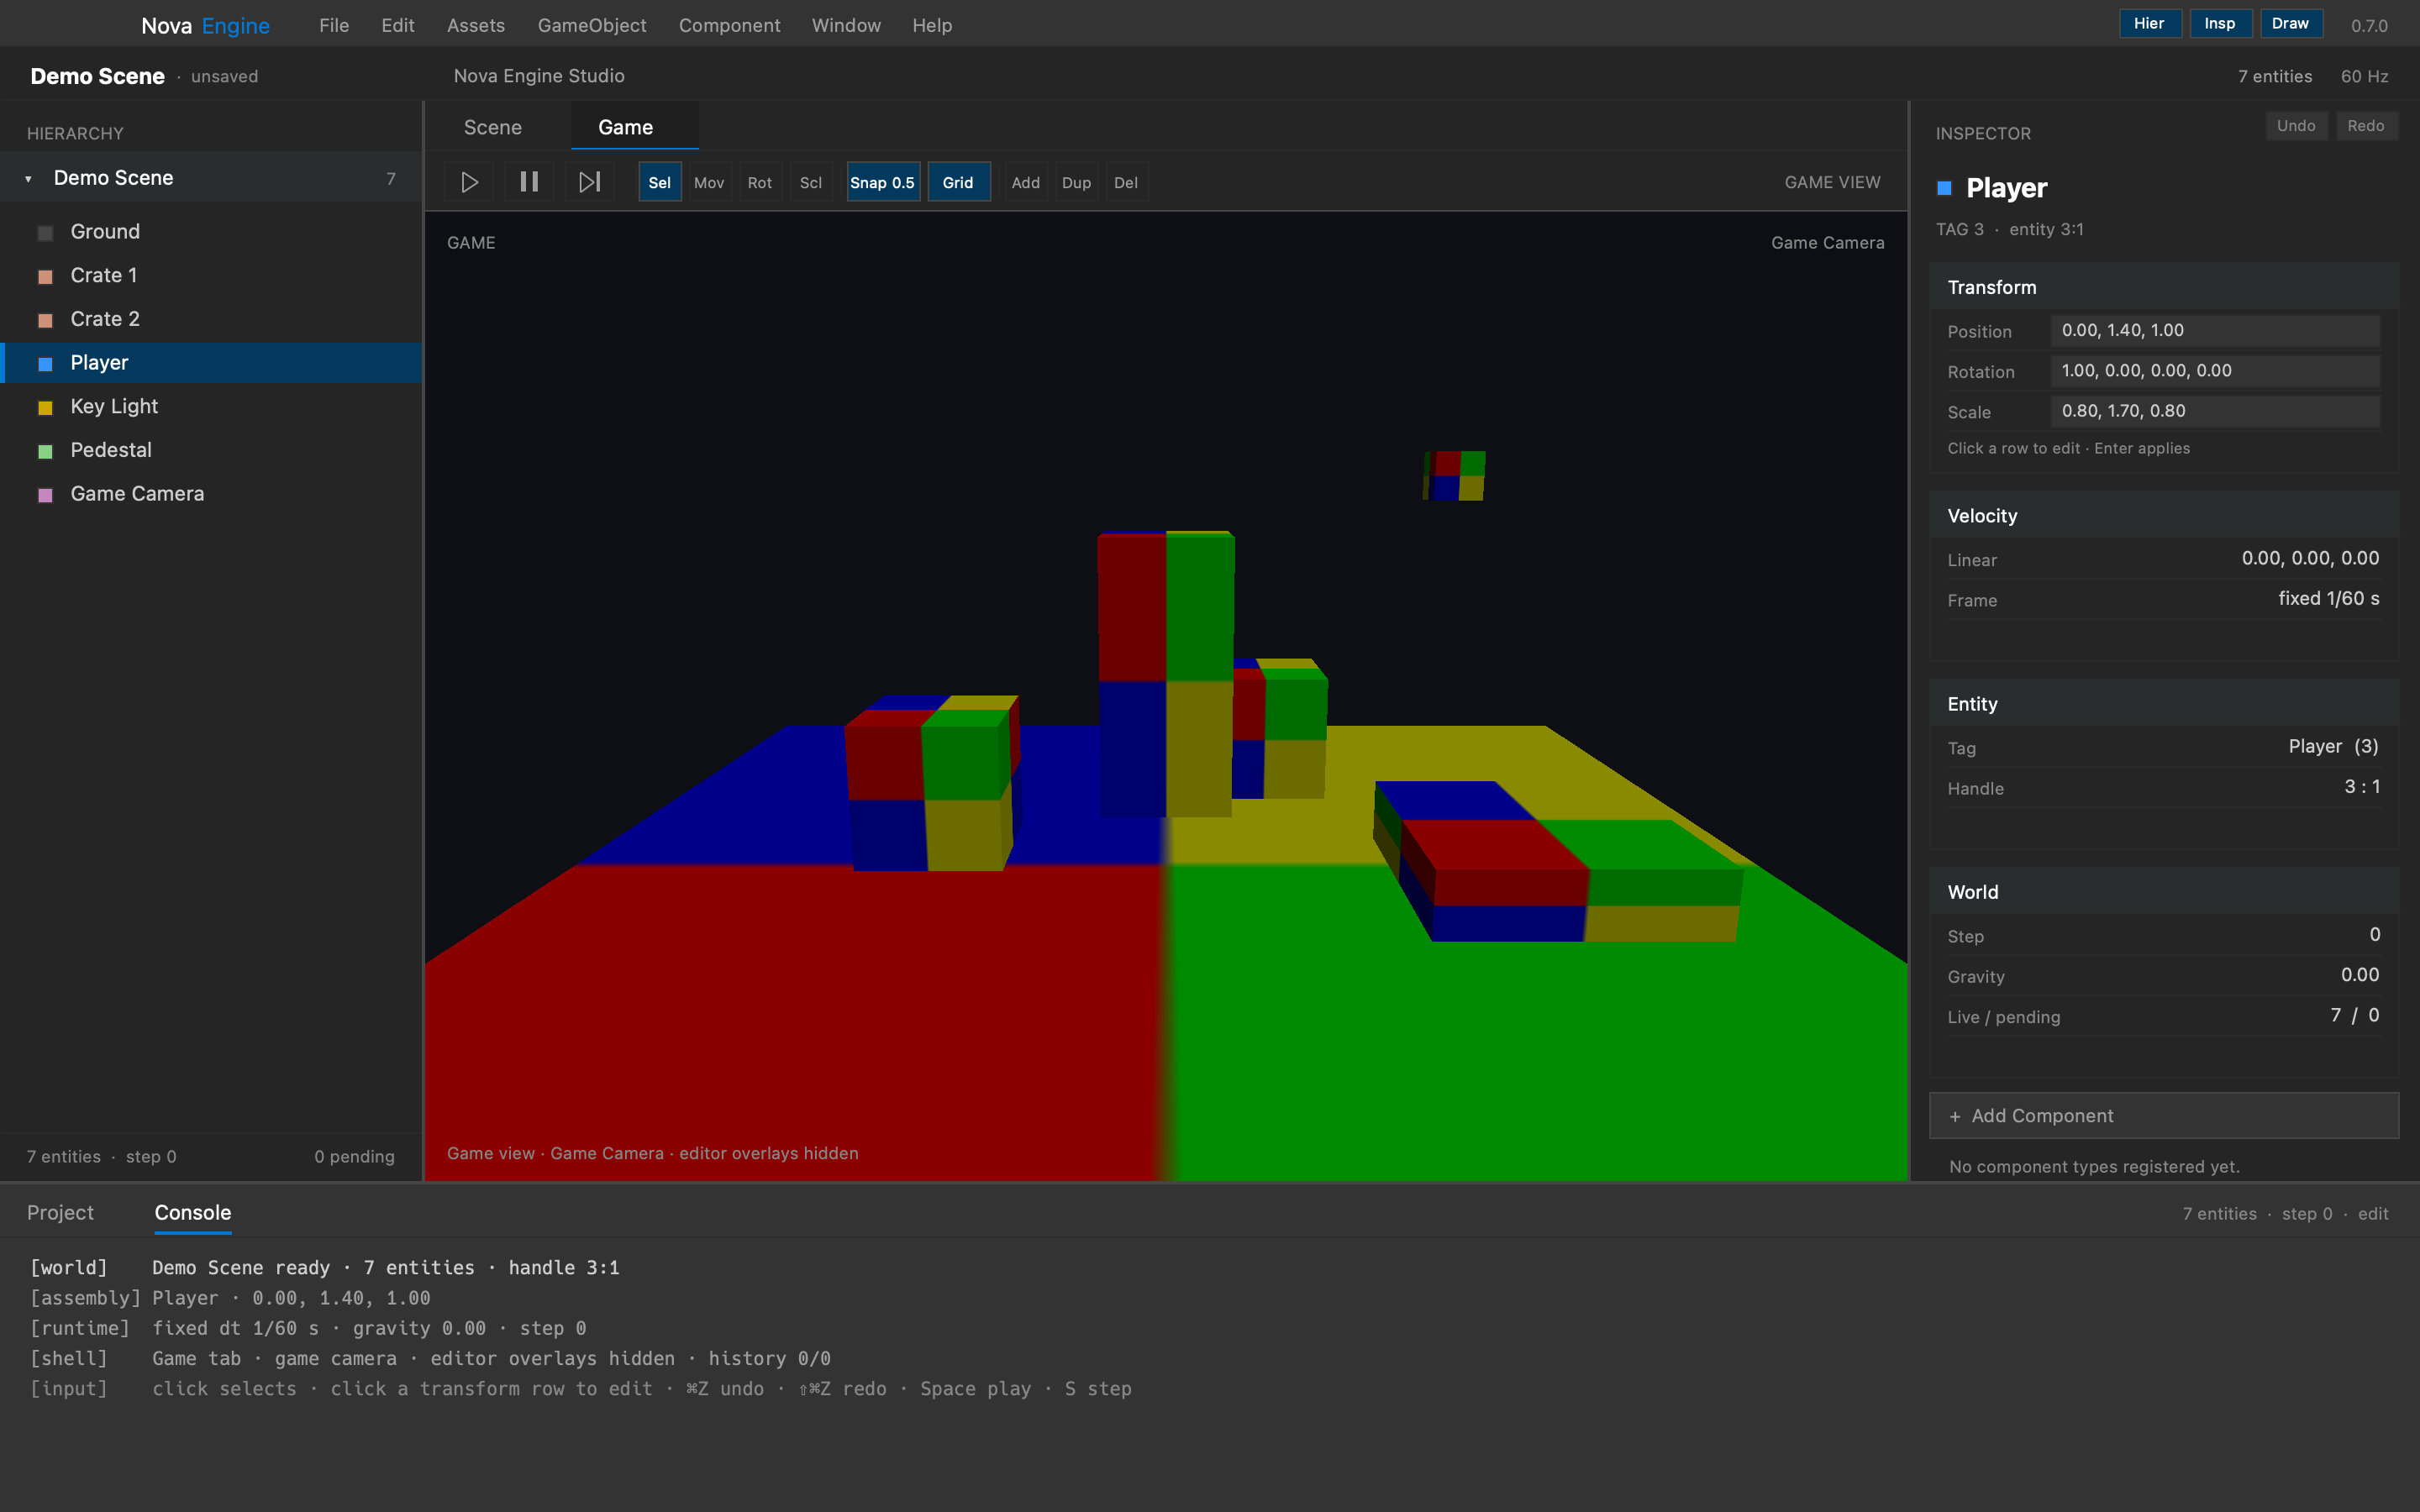 Nova Engine File Edit Assets GameObject Component Window Help Hier Insp Draw 0.7.0
Demo Scene · unsaved Nova Engine Studio 7 entities 60 Hz
HIERARCHY
▾ Demo Scene 7
Ground
Crate 1
Crate 2
Player
Key Light
Pedestal
Game Camera
7 entities · step 0 0 pending
Scene Game
Sel Mov Rot Scl Snap 0.5 Grid Add Dup Del GAME VIEW
GAME Game Camera
Game view · Game Camera · editor overlays hidden
INSPECTOR Undo Redo
Player
TAG 3 · entity 3:1
Transform
Position 0.00, 1.40, 1.00
Rotation 1.00, 0.00, 0.00, 0.00
Scale 0.80, 1.70, 0.80
Click a row to edit · Enter applies
Velocity
Linear 0.00, 0.00, 0.00
Frame fixed 1/60 s
Entity
Tag Player (3)
Handle 3 : 1
World
Step 0
Gravity 0.00
Live / pending 7 / 0
+ Add Component
No component types registered yet.
Project Console 7 entities · step 0 · edit
[world] Demo Scene ready · 7 entities · handle 3:1
[assembly] Player · 0.00, 1.40, 1.00
[runtime] fixed dt 1/60 s · gravity 0.00 · step 0
[shell] Game tab · game camera · editor overlays hidden · history 0/0
[input] click selects · click a transform row to edit · ⌘Z undo · ⇧⌘Z redo · Space play · S step